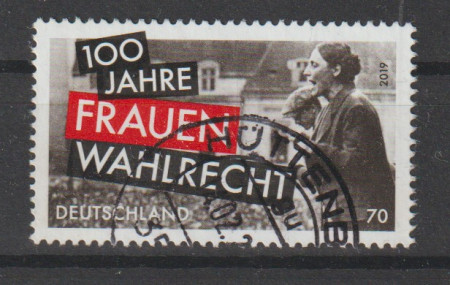 100
JAHRE
FRAUEN
WAHLRECHT
2019
DEUTSCHLAND 70